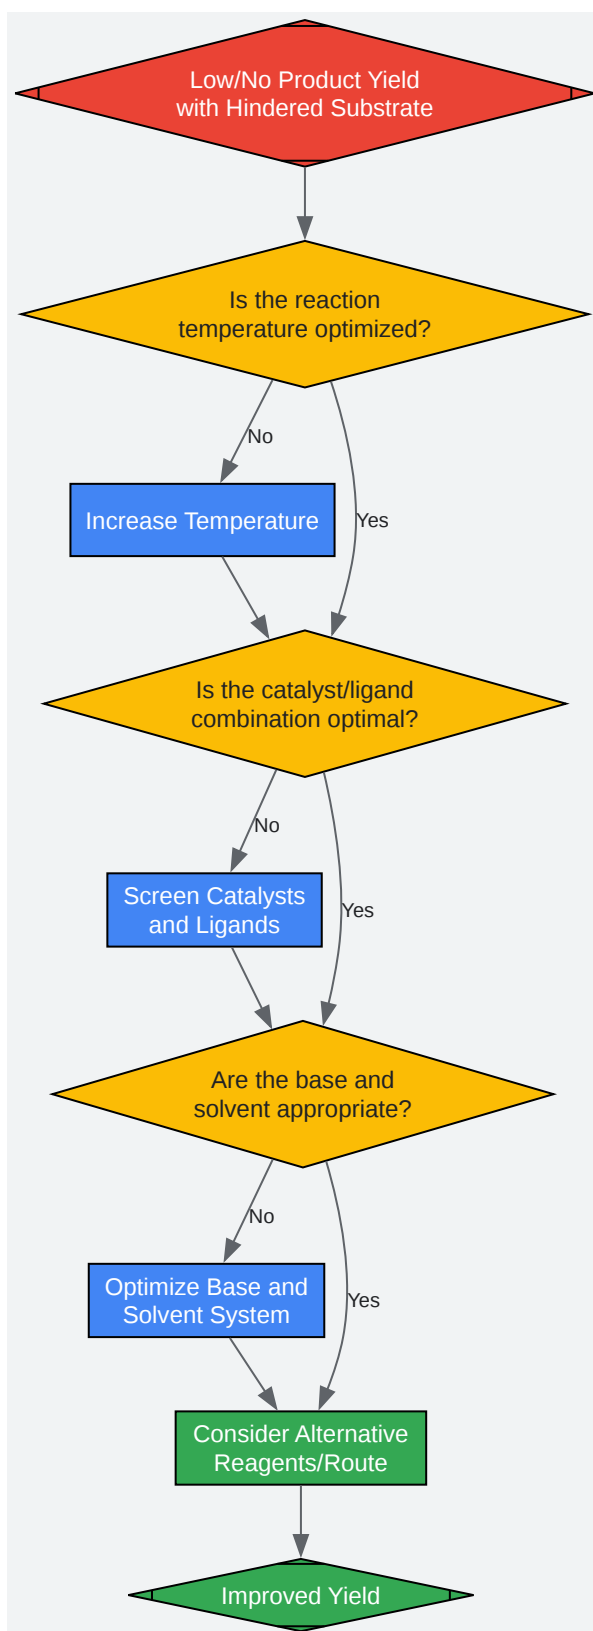 Low/No Product Yield
with Hindered Substrate
Is the reaction
temperature optimized?
No
Increase Temperature
Yes
Is the catalyst/ligand
combination optimal?
No
Screen Catalysts
and Ligands
Yes
Are the base and
solvent appropriate?
No
Optimize Base and
Solvent System
Yes
Consider Alternative
Reagents/Route
Improved Yield